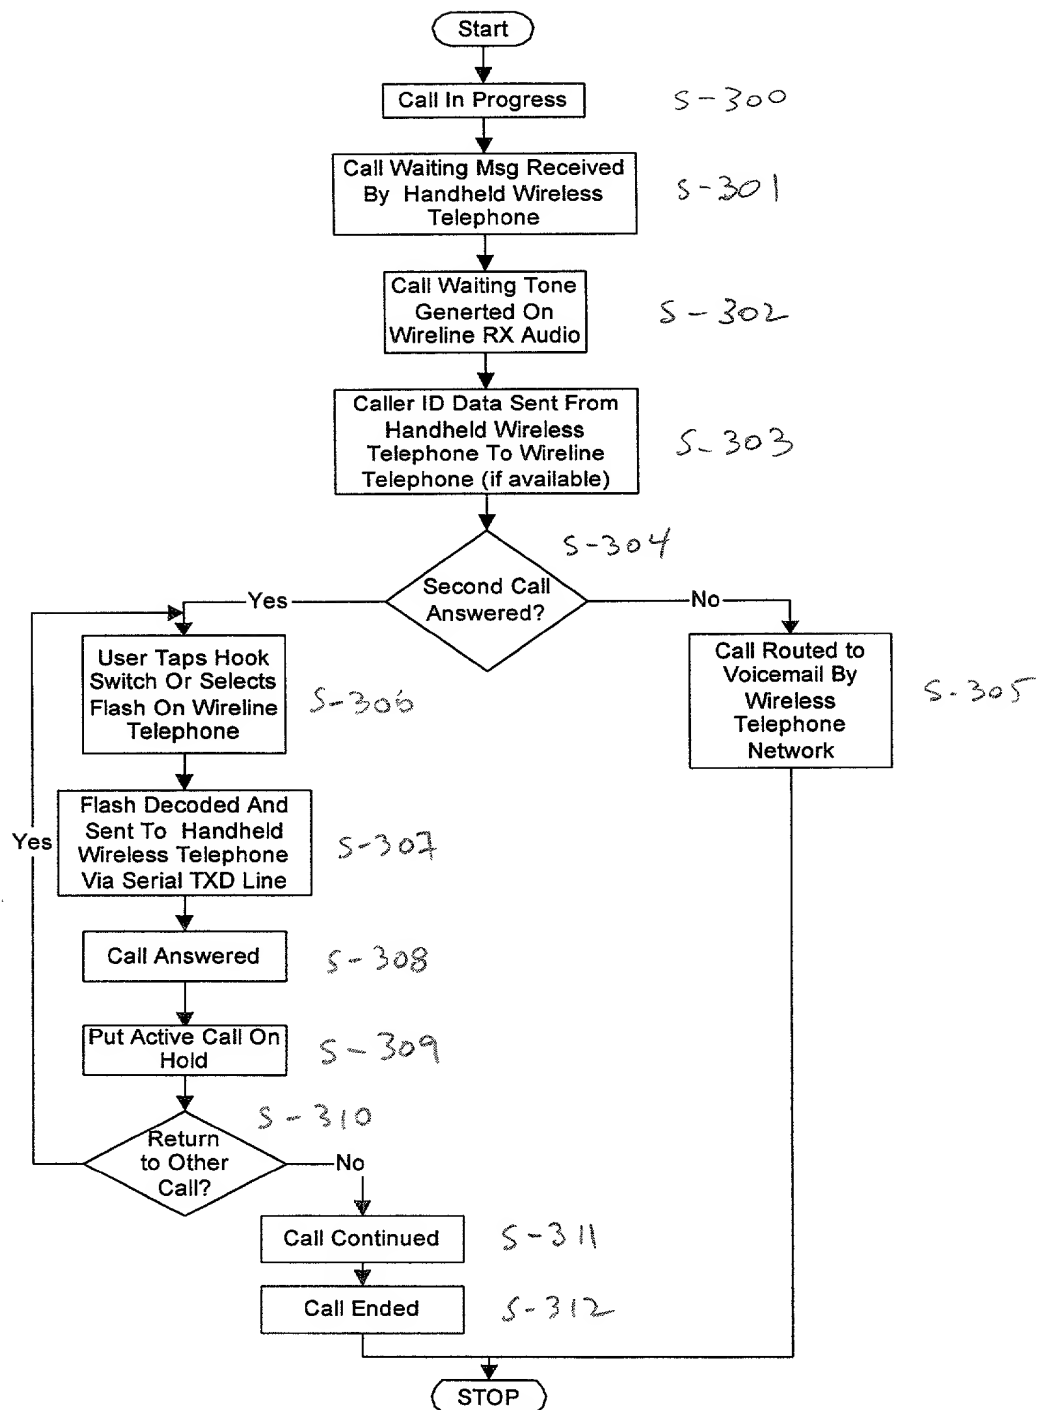 Start
Call In Progress
S-300
Call Waiting Msg Received
By Handheld Wireless
Telephone
S-301
Call Waiting Tone
Generted On
Wireline RX Audio
S-302
Caller ID Data Sent From
Handheld Wireless
Telephone To Wireline
Telephone (if available)
S-303
S-304
Second Call
Answered?
Yes
No
User Taps Hook
Switch Or Selects
Flash On Wireline
Telephone
S-306
Call Routed to
Voicemail By
Wireless
Telephone
Network
S-305
Flash Decoded And
Sent To Handheld
Wireless Telephone
Via Serial TXD Line
S-307
Yes
Call Answered
S-308
Put Active Call On
Hold
S-309
S-310
Return
to Other
Call?
No
Call Continued
S-311
Call Ended
S-312
STOP